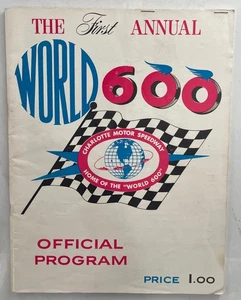 THE First ANNUAL
WORLD 600
CHARLOTTE MOTOR SPEEDWAY
HOME OF THE "WORLD 600"
OFFICIAL
PROGRAM
PRICE 1.00